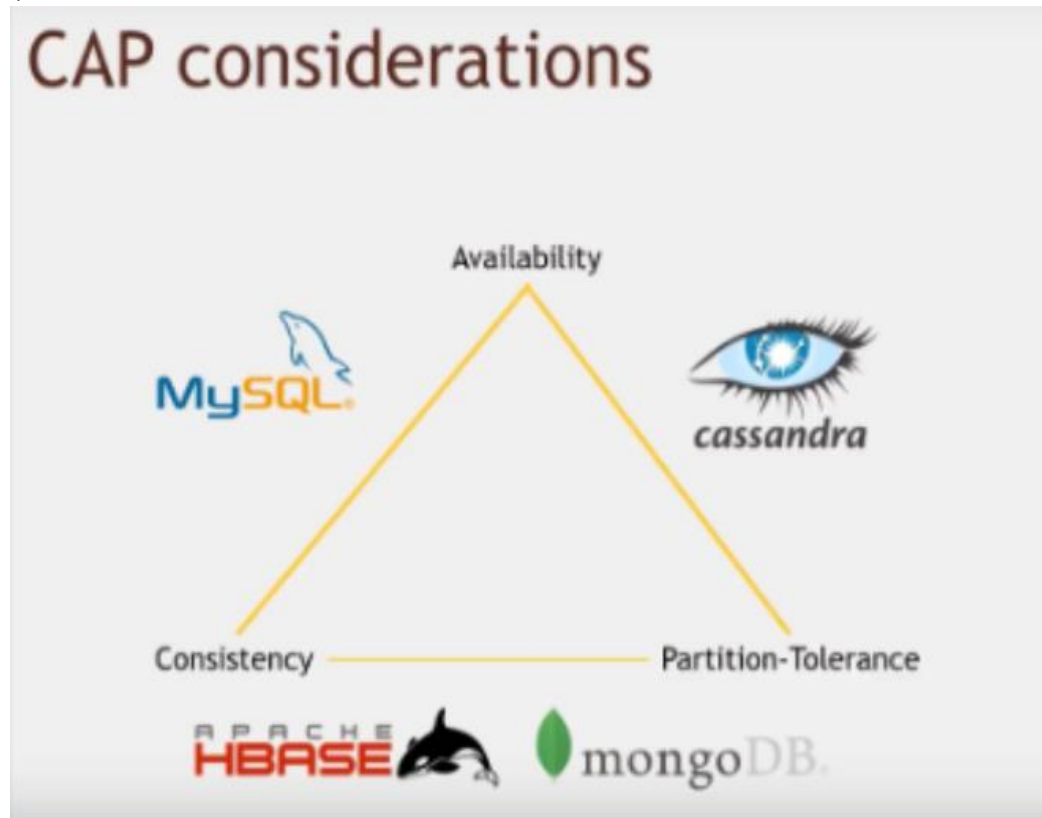 CAP considerations
Availability
MySQL®
cassandra
Consistency
Partition-Tolerance
APACHE
HBASE
mongoDB.